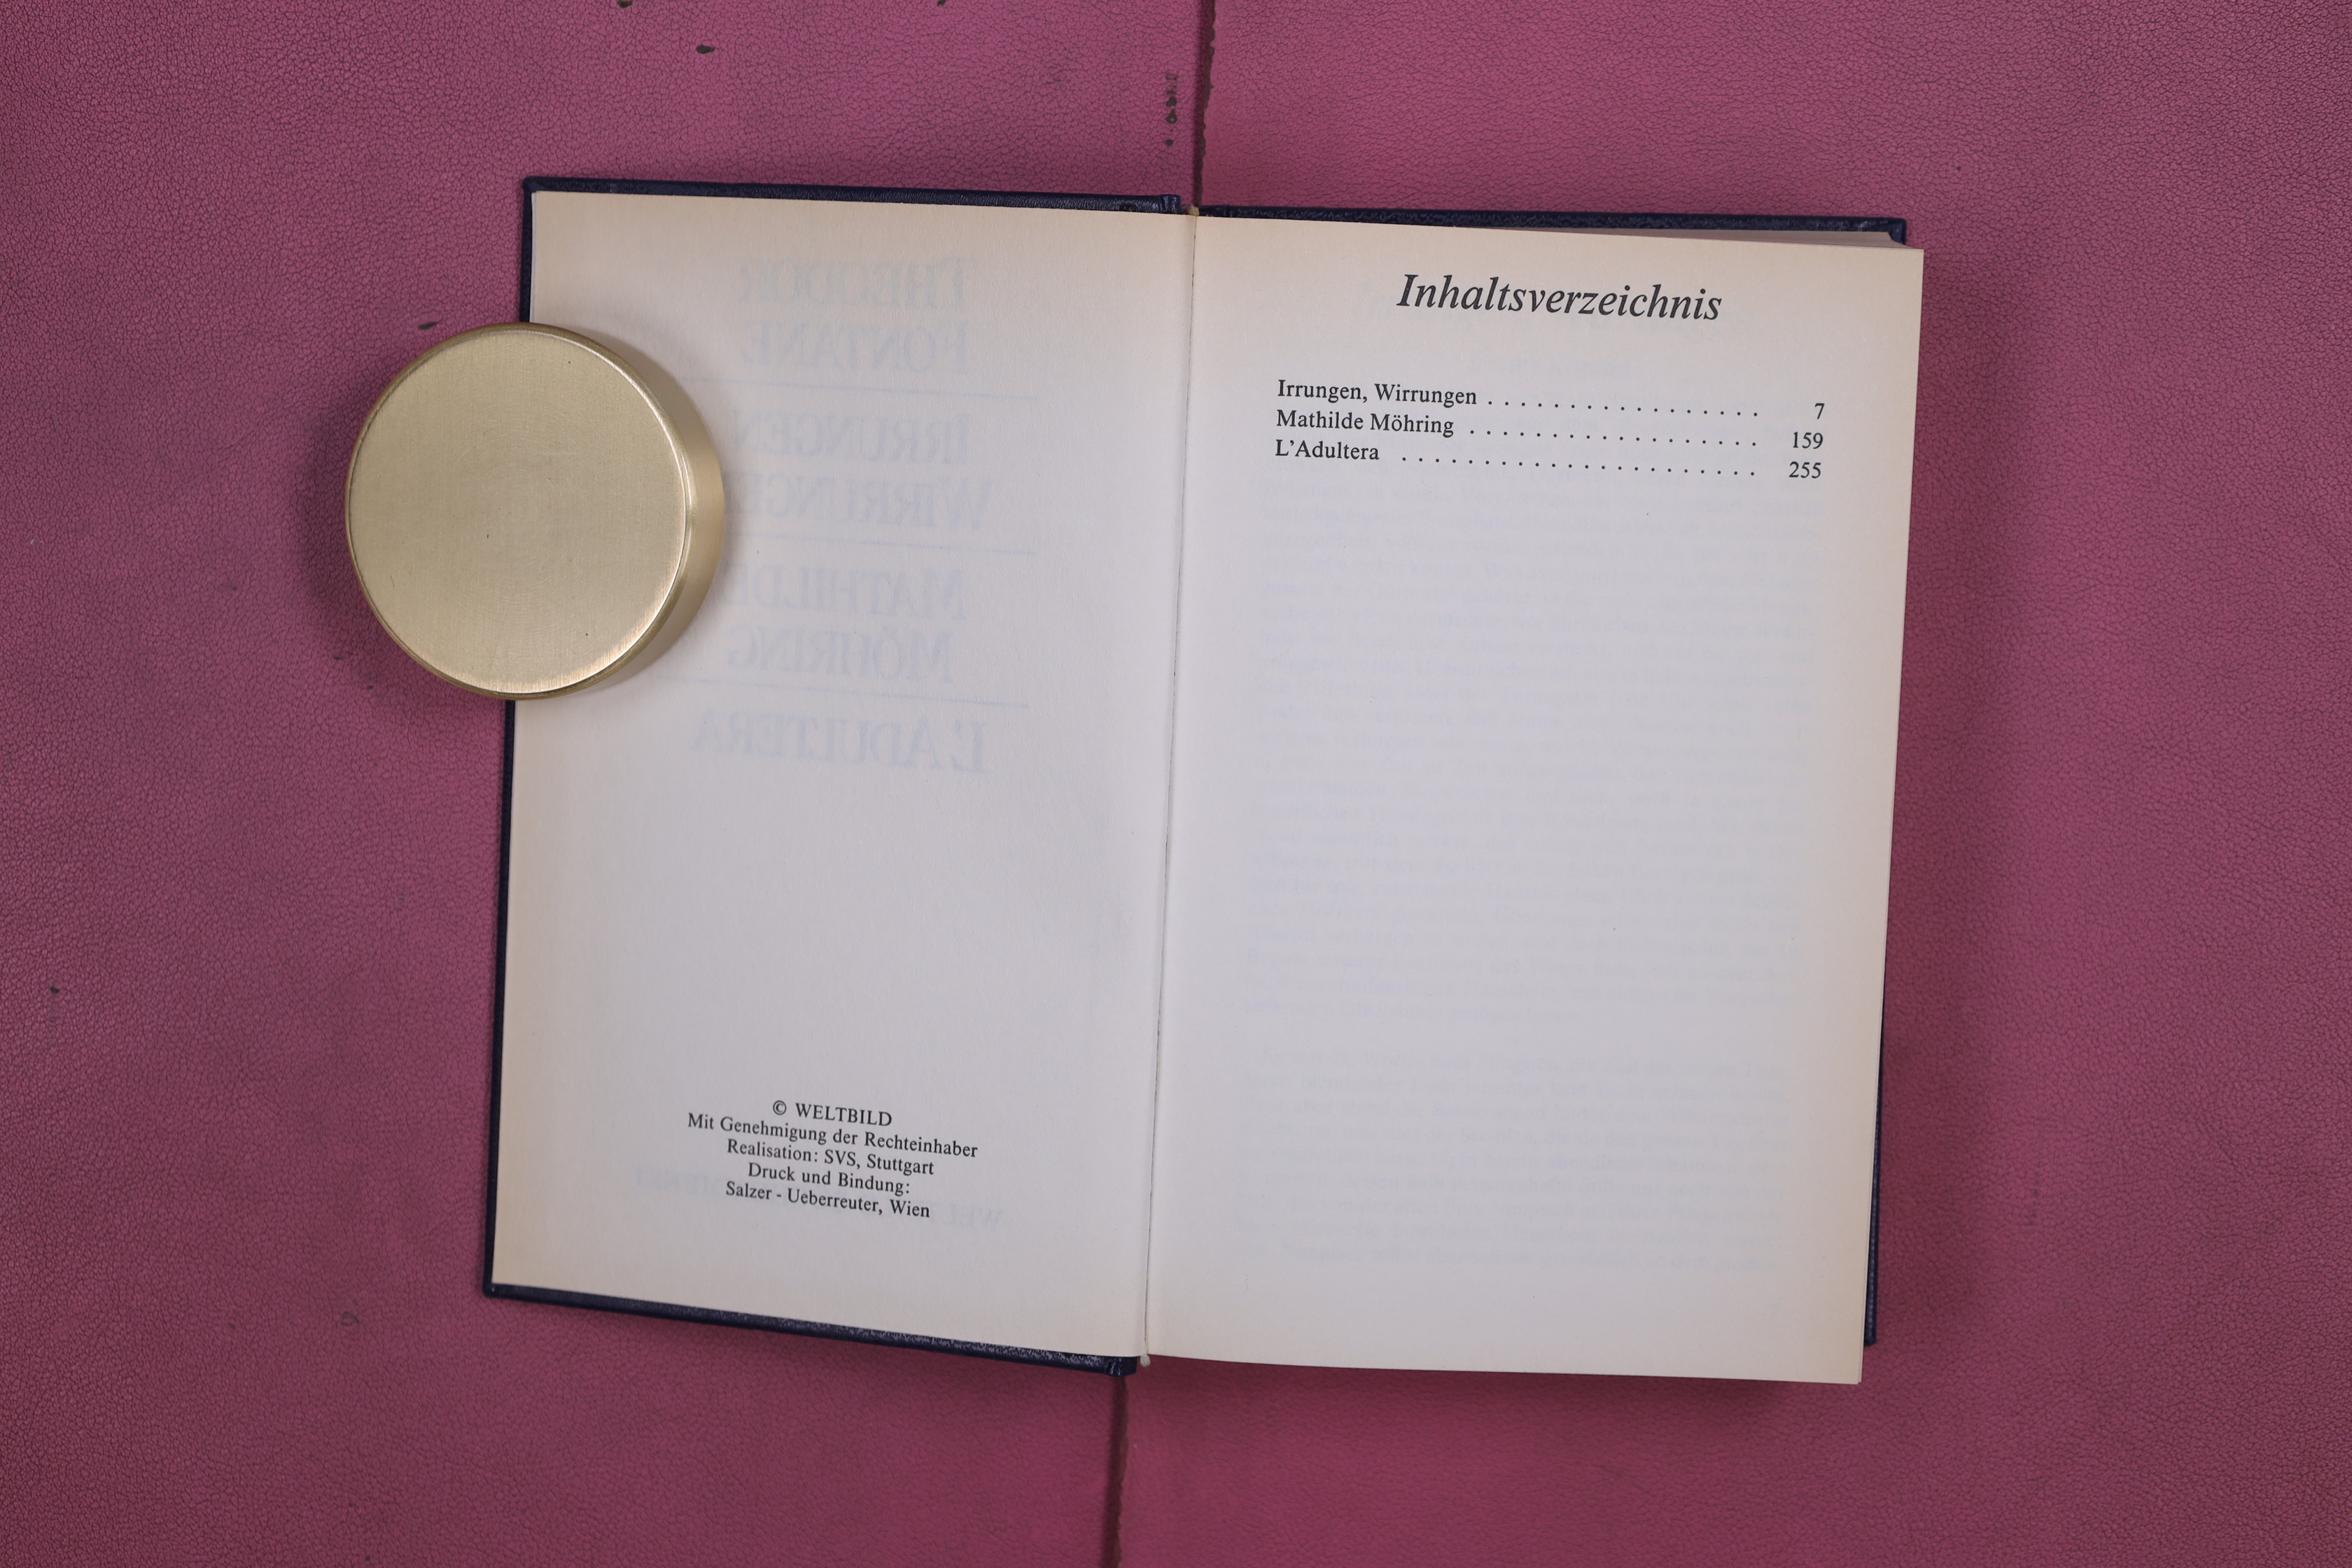 © WELTBILD
Mit Genehmigung der Rechteinhaber
Realisation: SVS, Stuttgart
Druck und Bindung:
Salzer - Ueberreuter, Wien
Inhaltsverzeichnis
Irrungen, Wirrungen . . . . . . . . . . . . . . . . . 7
Mathilde Möhring . . . . . . . . . . . . . . . . . . 159
L’Adultera . . . . . . . . . . . . . . . . . . . . . . 255